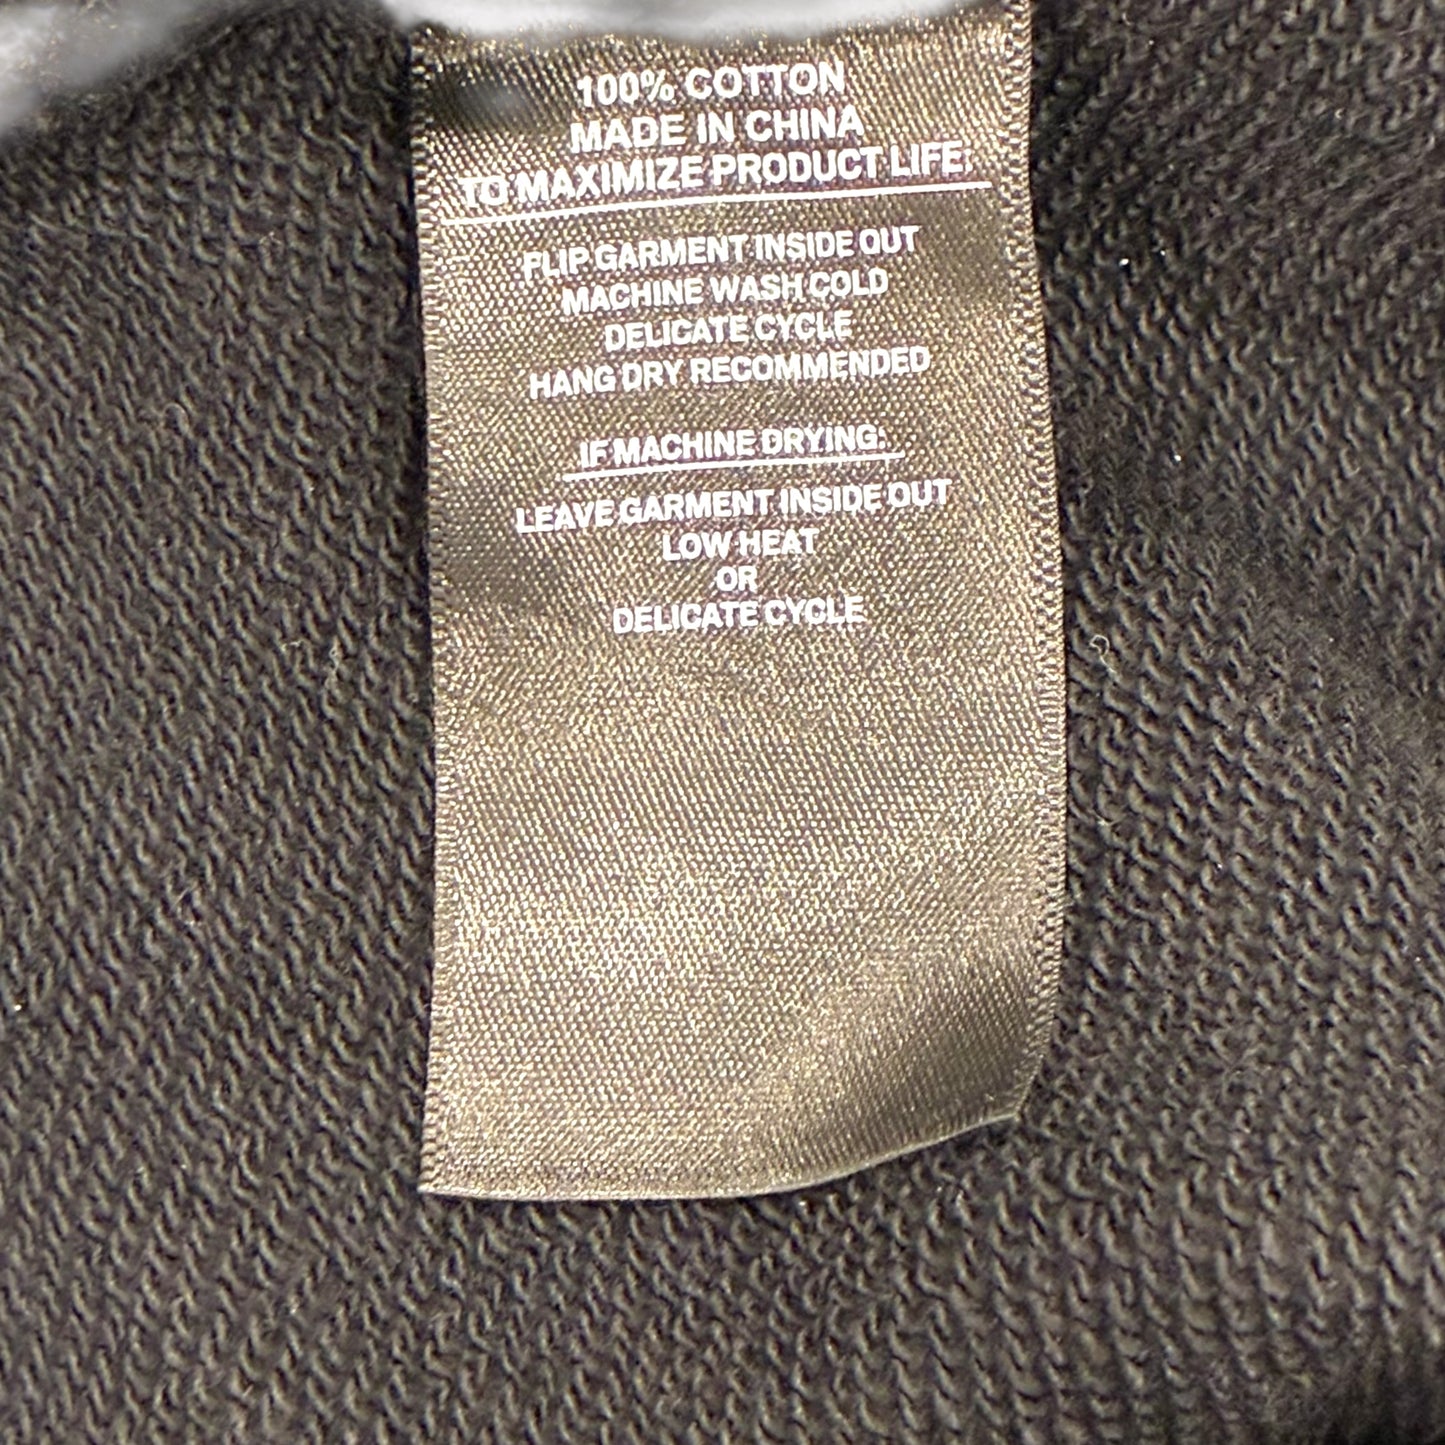 100% COTTON
MADE IN CHINA
TO MAXIMIZE PRODUCT LIFE:
FLIP GARMENT INSIDE OUT
MACHINE WASH COLD
DELICATE CYCLE
HANG DRY RECOMMENDED
IF MACHINE DRYING:
LEAVE GARMENT INSIDE OUT
LOW HEAT
OR
DELICATE CYCLE